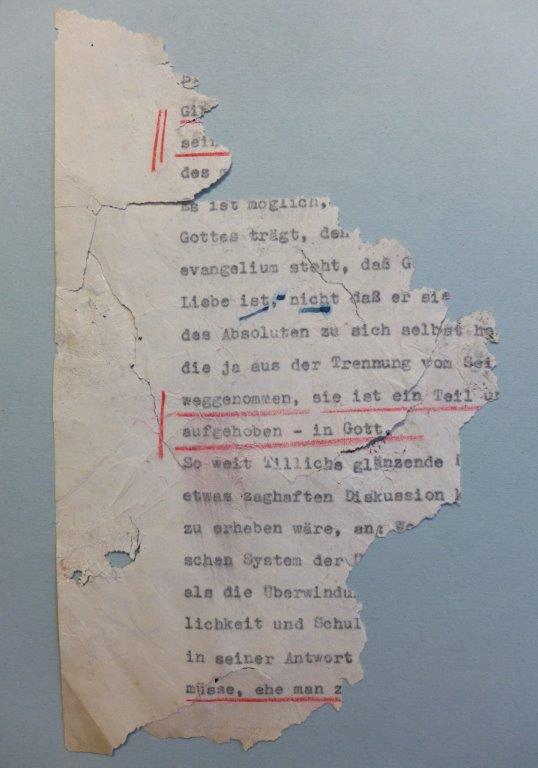 Gi
sein
des
Es ist möglich,
Gottes trägt, den
evangelium steht, daß G
Liebe ist, nicht daß er sie
des Absoluten zu sich selbst
die ja aus der Trennung vom Sei
weggenommen, sie ist ein Teil
aufgehoben - in Gott.
So weit Tillichs glänzende
etwas zaghaften Diskussion
zu erheben wäre,
schen System der
als die Überwindu
lichkeit und Schul
in seiner Antwort
müsse, ehe man z